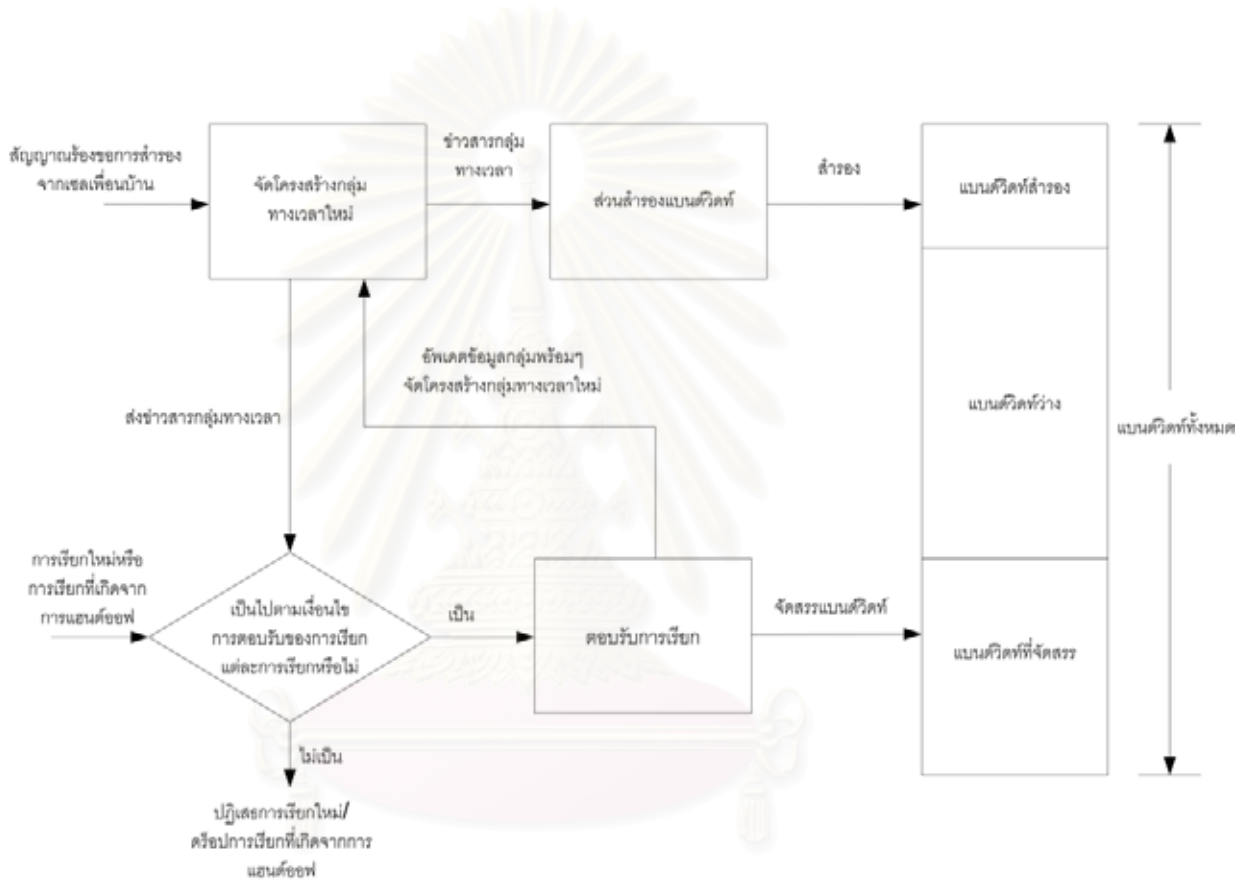 สัญญาณร้องขอการสำรอง
จากเซลเพื่อนบ้าน
จัดโครงสร้างกลุ่ม
ทางเวลาใหม่
ข่าวสารกลุ่ม
ทางเวลา
ส่วนสำรองแบนด์วิดท์
สำรอง
แบนด์วิดท์สำรอง
อัพเดตข้อมูลกลุ่มพร้อมๆ
จัดโครงสร้างกลุ่มทางเวลาใหม่
ส่งข่าวสารกลุ่มทางเวลา
แบนด์วิดท์ว่าง
แบนด์วิดท์ทั้งหมด
การเรียกใหม่หรือ
การเรียกที่เกิดจาก
การแฮนด์ออฟ
เป็นไปตามเงื่อนไข
การตอบรับของการเรียก
แต่ละการเรียกหรือไม่
เป็น
ตอบรับการเรียก
จัดสรรแบนด์วิดท์
แบนด์วิดท์ที่จัดสรร
ไม่เป็น
ปฏิเสธการเรียกใหม่/
ดร็อปการเรียกที่เกิดจากการ
แฮนด์ออฟ